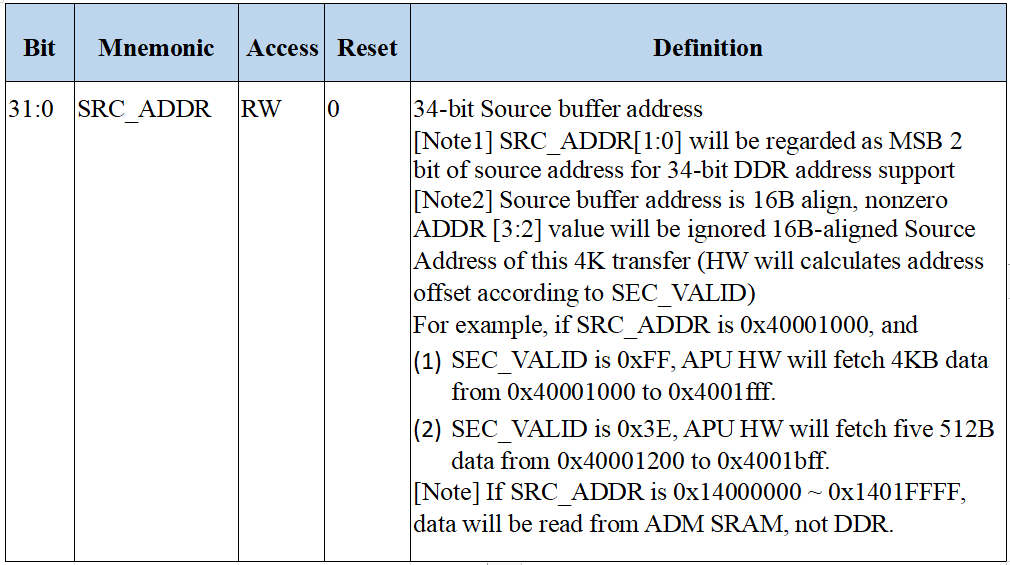 Bit Mnemonic Access Reset Definition
31:0 SRC_ADDR RW 0 34-bit Source buffer address
[Note1] SRC_ADDR[1:0] will be regarded as MSB 2
bit of source address for 34-bit DDR address support
[Note2] Source buffer address is 16B align, nonzero
ADDR [3:2] value will be ignored 16B-aligned Source
Address of this 4K transfer (HW will calculates address
offset according to SEC_VALID)
For example, if SRC_ADDR is 0x40001000, and
(1) SEC_VALID is 0xFF, APU HW will fetch 4KB data
from 0x40001000 to 0x4001fff.
(2) SEC_VALID is 0x3E, APU HW will fetch five 512B
data from 0x40001200 to 0x4001bff.
[Note] If SRC_ADDR is 0x14000000 ~ 0x1401FFFF,
data will be read from ADM SRAM, not DDR.